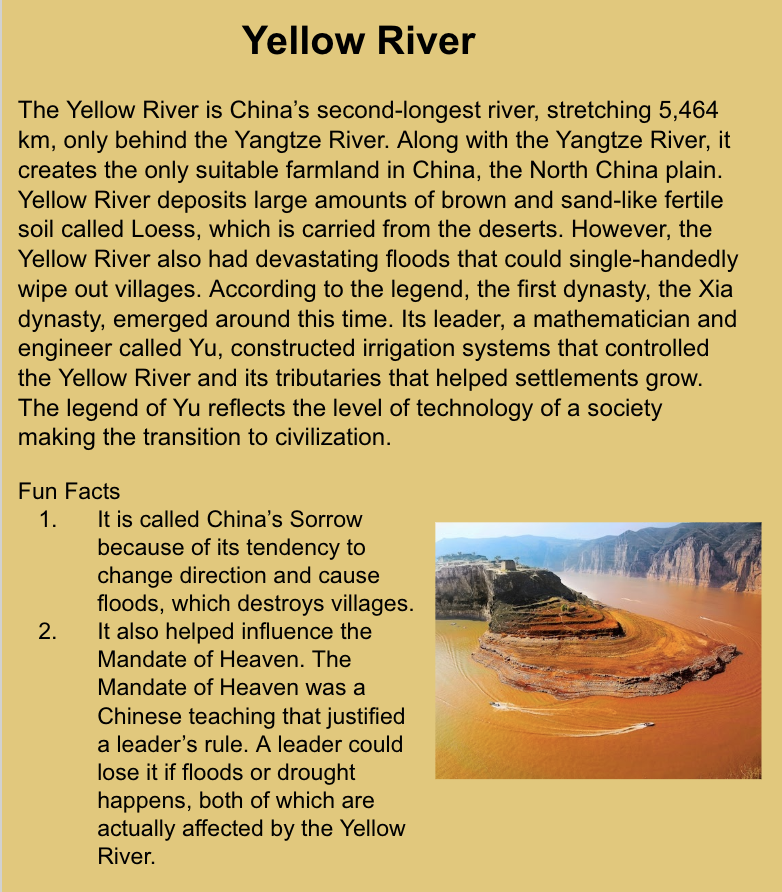 Yellow River
The Yellow River is China’s second-longest river, stretching 5,464
km, only behind the Yangtze River. Along with the Yangtze River, it
creates the only suitable farmland in China, the North China plain.
Yellow River deposits large amounts of brown and sand-like fertile
soil called Loess, which is carried from the deserts. However, the
Yellow River also had devastating floods that could single-handedly
wipe out villages. According to the legend, the first dynasty, the Xia
dynasty, emerged around this time. Its leader, a mathematician and
engineer called Yu, constructed irrigation systems that controlled
the Yellow River and its tributaries that helped settlements grow.
The legend of Yu reflects the level of technology of a society
making the transition to civilization.
Fun Facts
1. It is called China’s Sorrow
because of its tendency to
change direction and cause
floods, which destroys villages.
2. It also helped influence the
Mandate of Heaven. The
Mandate of Heaven was a
Chinese teaching that justified
a leader’s rule. A leader could
lose it if floods or drought
happens, both of which are
actually affected by the Yellow
River.